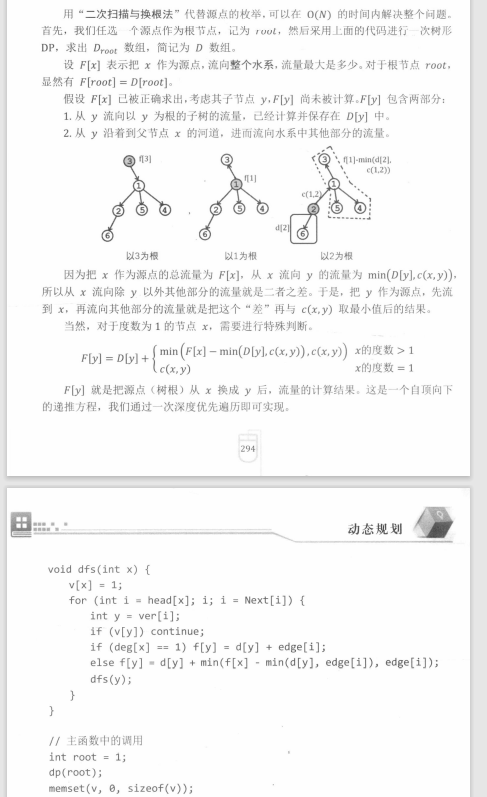 用“二次扫描与换根法”代替源点的枚举，可以在 O(N) 的时间内解决整个问题。
首先，我们任选一个源点作为根节点，记为 root，然后采用上面的代码进行一次树形
DP，求出 D_root 数组，简记为 D 数组。
设 F[x] 表示把 x 作为源点，流向整个水系，流量最大是多少。对于根节点 root，
显然有 F[root] = D[root]。
假设 F[x] 已被正确求出，考虑其子节点 y，F[y] 尚未被计算。F[y] 包含两部分：
1. 从 y 流向以 y 为根的子树的流量，已经计算并保存在 D[y] 中。
2. 从 y 沿着到父节点 x 的河道，进而流向水系中其他部分的流量。
3 f[3]
1
2 5 4
6
以3为根
3
1 f[1]
2 5 4
6
以1为根
3 f[1]-min(d[2],
c(1,2))
1
c(1,2)
2 5 4
d[2]
6
以2为根
因为把 x 作为源点的总流量为 F[x]，从 x 流向 y 的流量为 min(D[y], c(x, y))，
所以从 x 流向除 y 以外其他部分的流量就是二者之差。于是，把 y 作为源点，先流
到 x，再流向其他部分的流量就是把这个“差”再与 c(x, y) 取最小值后的结果。
当然，对于度数为 1 的节点 x，需要进行特殊判断。
F[y] = D[y] + { min(F[x] − min(D[y], c(x, y)), c(x, y)) x的度数 > 1
c(x, y) x的度数 = 1
F[y] 就是把源点（树根）从 x 换成 y 后，流量的计算结果。这是一个自顶向下
的递推方程，我们通过一次深度优先遍历即可实现。
294
动态规划
void dfs(int x) {
v[x] = 1;
for (int i = head[x]; i; i = Next[i]) {
int y = ver[i];
if (v[y]) continue;
if (deg[x] == 1) f[y] = d[y] + edge[i];
else f[y] = d[y] + min(f[x] - min(d[y], edge[i]), edge[i]);
dfs(y);
}
}
// 主函数中的调用
int root = 1;
dp(root);
memset(v, 0, sizeof(v));